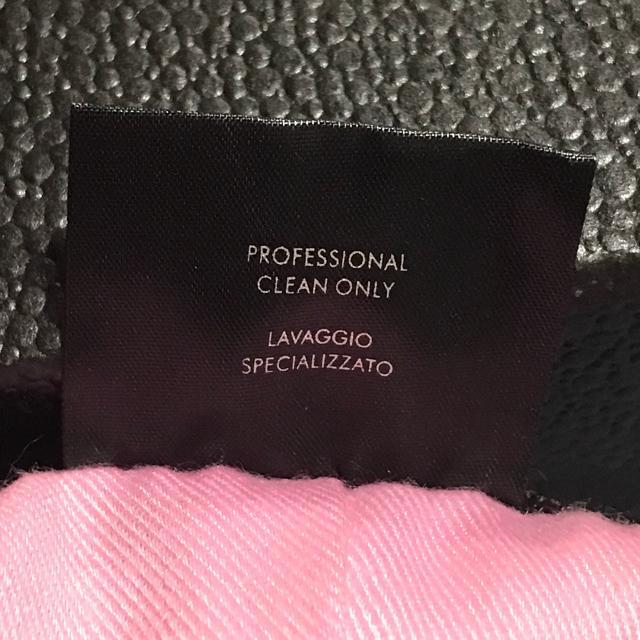 PROFESSIONAL
CLEAN ONLY
LAVAGGIO
SPECIALIZZATO